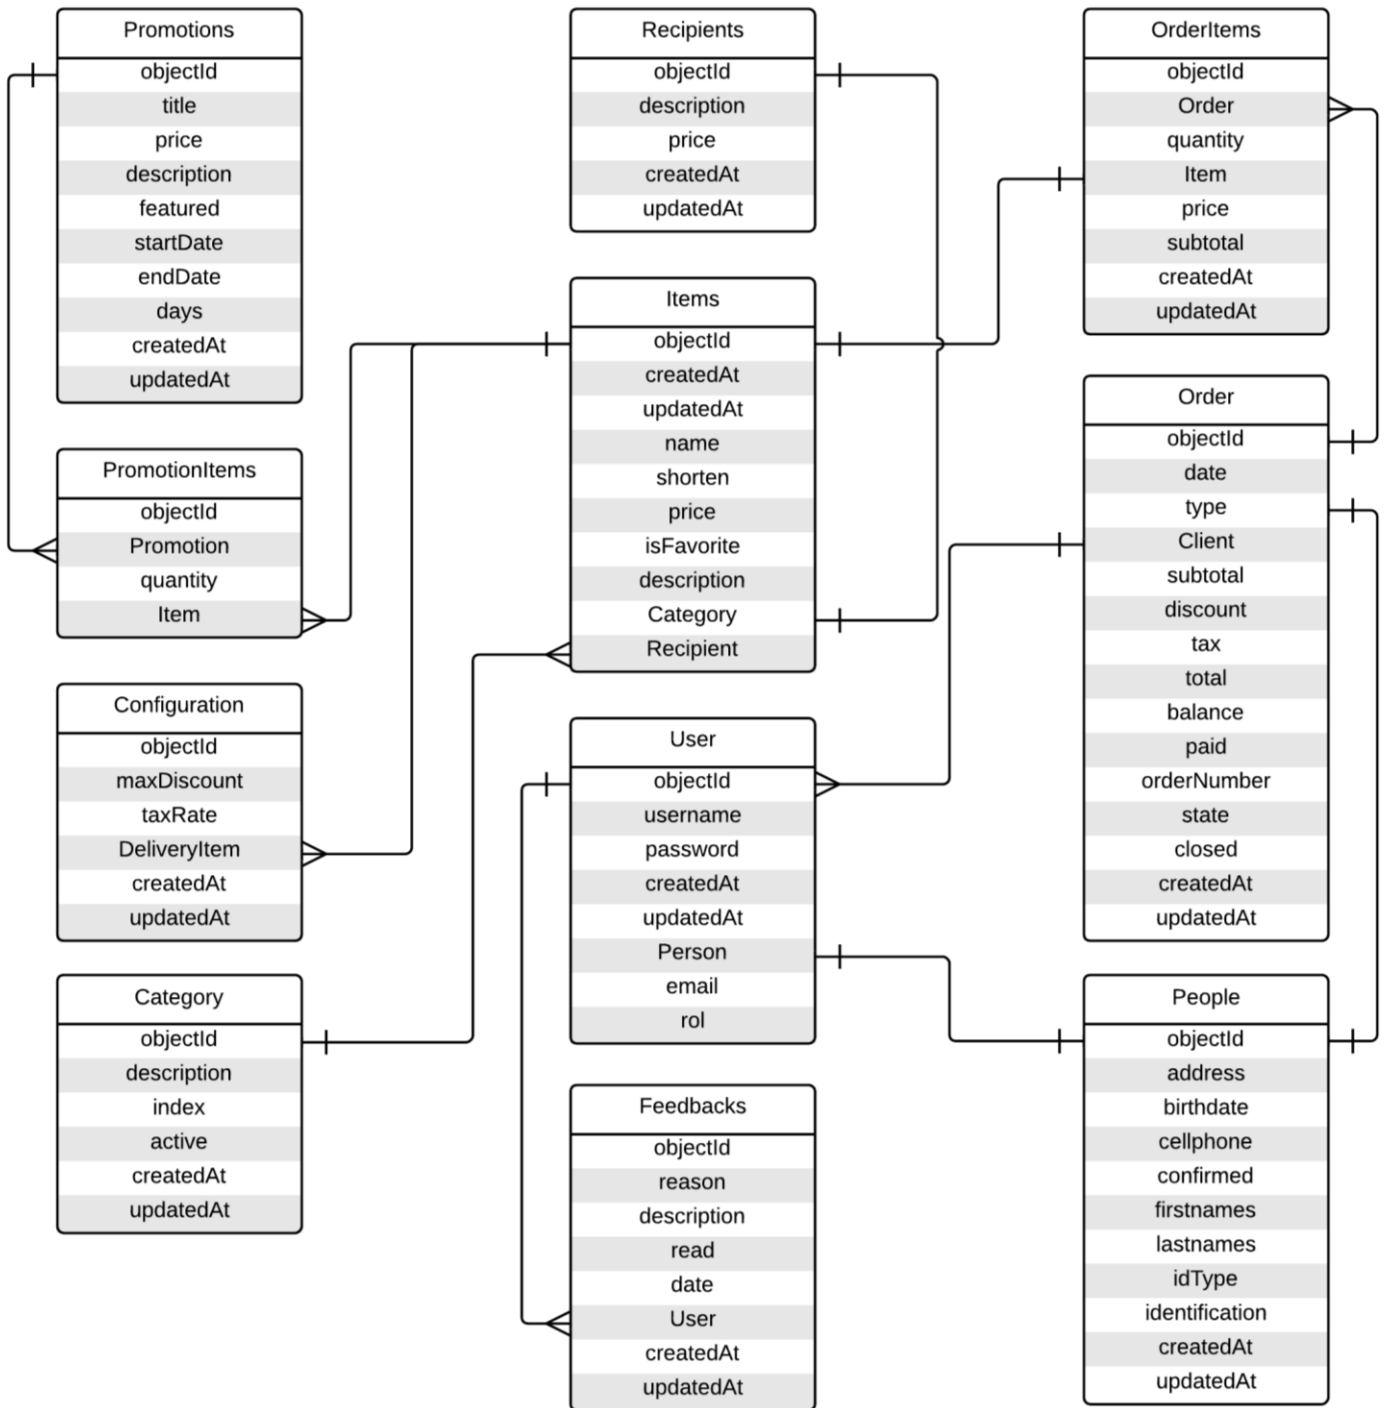 Promotions
objectId
title
price
description
featured
startDate
endDate
days
createdAt
updatedAt
PromotionItems
objectId
Promotion
quantity
Item
Configuration
objectId
maxDiscount
taxRate
DeliveryItem
createdAt
updatedAt
Category
objectId
description
index
active
createdAt
updatedAt
Recipients
objectId
description
price
createdAt
updatedAt
Items
objectId
createdAt
updatedAt
name
shorten
price
isFavorite
description
Category
Recipient
User
objectId
username
password
createdAt
updatedAt
Person
email
rol
Feedbacks
objectId
reason
description
read
date
User
createdAt
updatedAt
OrderItems
objectId
Order
quantity
Item
price
subtotal
createdAt
updatedAt
Order
objectId
date
type
Client
subtotal
discount
tax
total
balance
paid
orderNumber
state
closed
createdAt
updatedAt
People
objectId
address
birthdate
cellphone
confirmed
firstnames
lastnames
idType
identification
createdAt
updatedAt